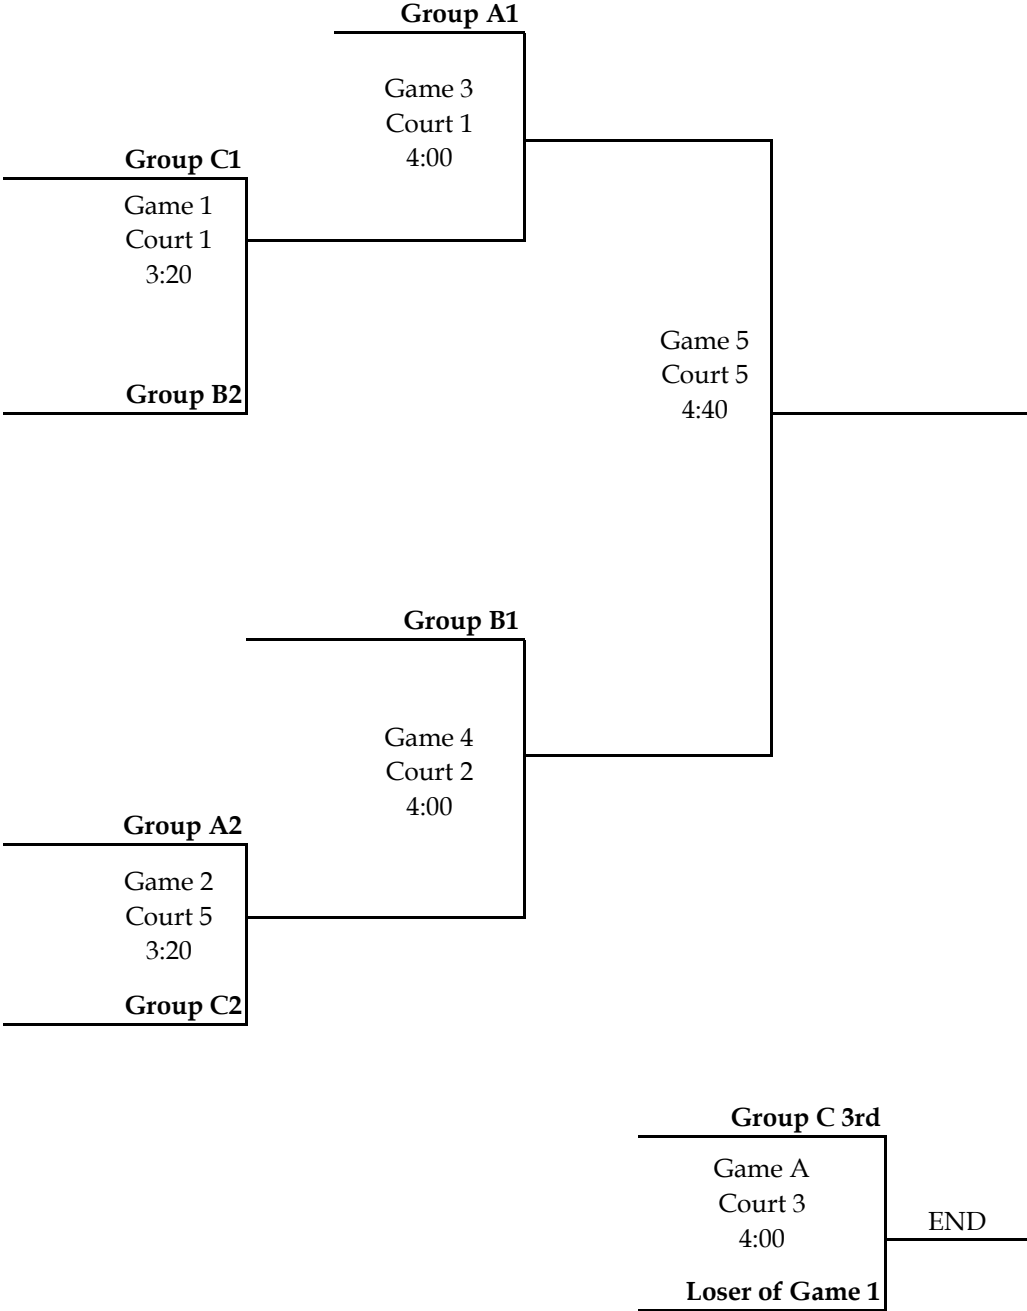 Group A1
Game 3
Court 1
4:00
Group C1
Game 1
Court 1
3:20
Group B2
Game 5
Court 5
4:40
Group B1
Game 4
Court 2
4:00
Group A2
Game 2
Court 5
3:20
Group C2
Group C 3rd
Game A
Court 3
4:00
END
Loser of Game 1